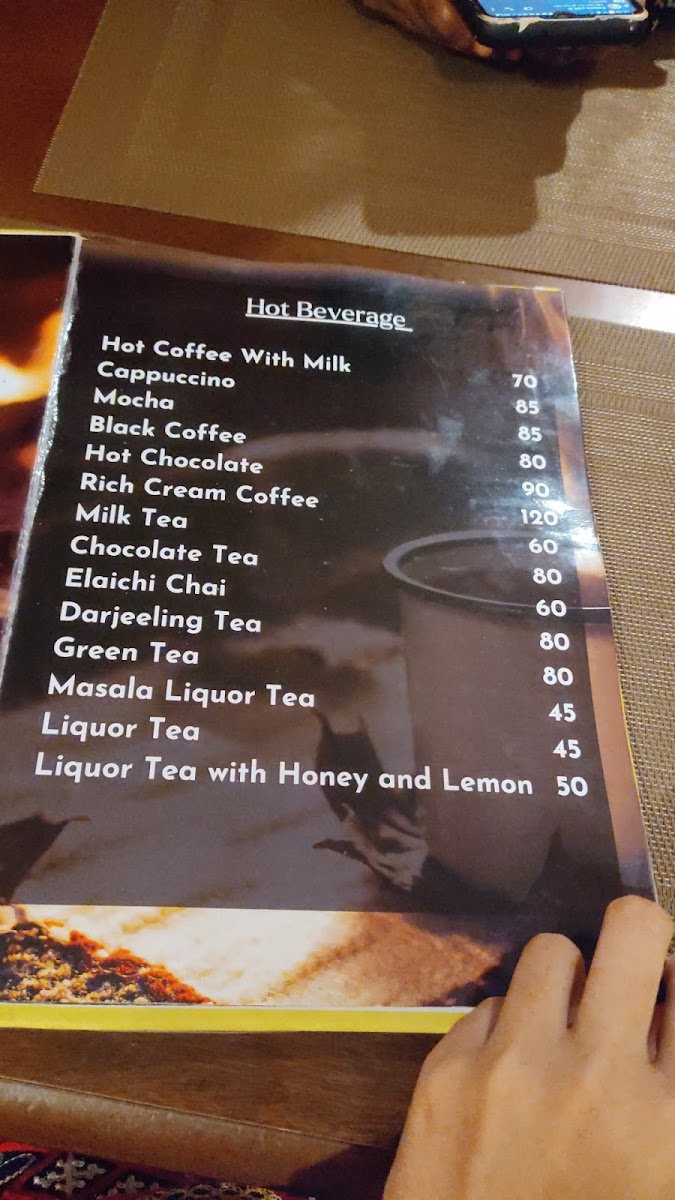 Hot Beverage
Hot Coffee With Milk 70
Cappuccino 85
Mocha 85
Black Coffee 80
Hot Chocolate 90
Rich Cream Coffee 120
Milk Tea 60
Chocolate Tea 80
Elaichi Chai 60
Darjeeling Tea 80
Green Tea 80
Masala Liquor Tea 45
Liquor Tea 45
Liquor Tea with Honey and Lemon 50